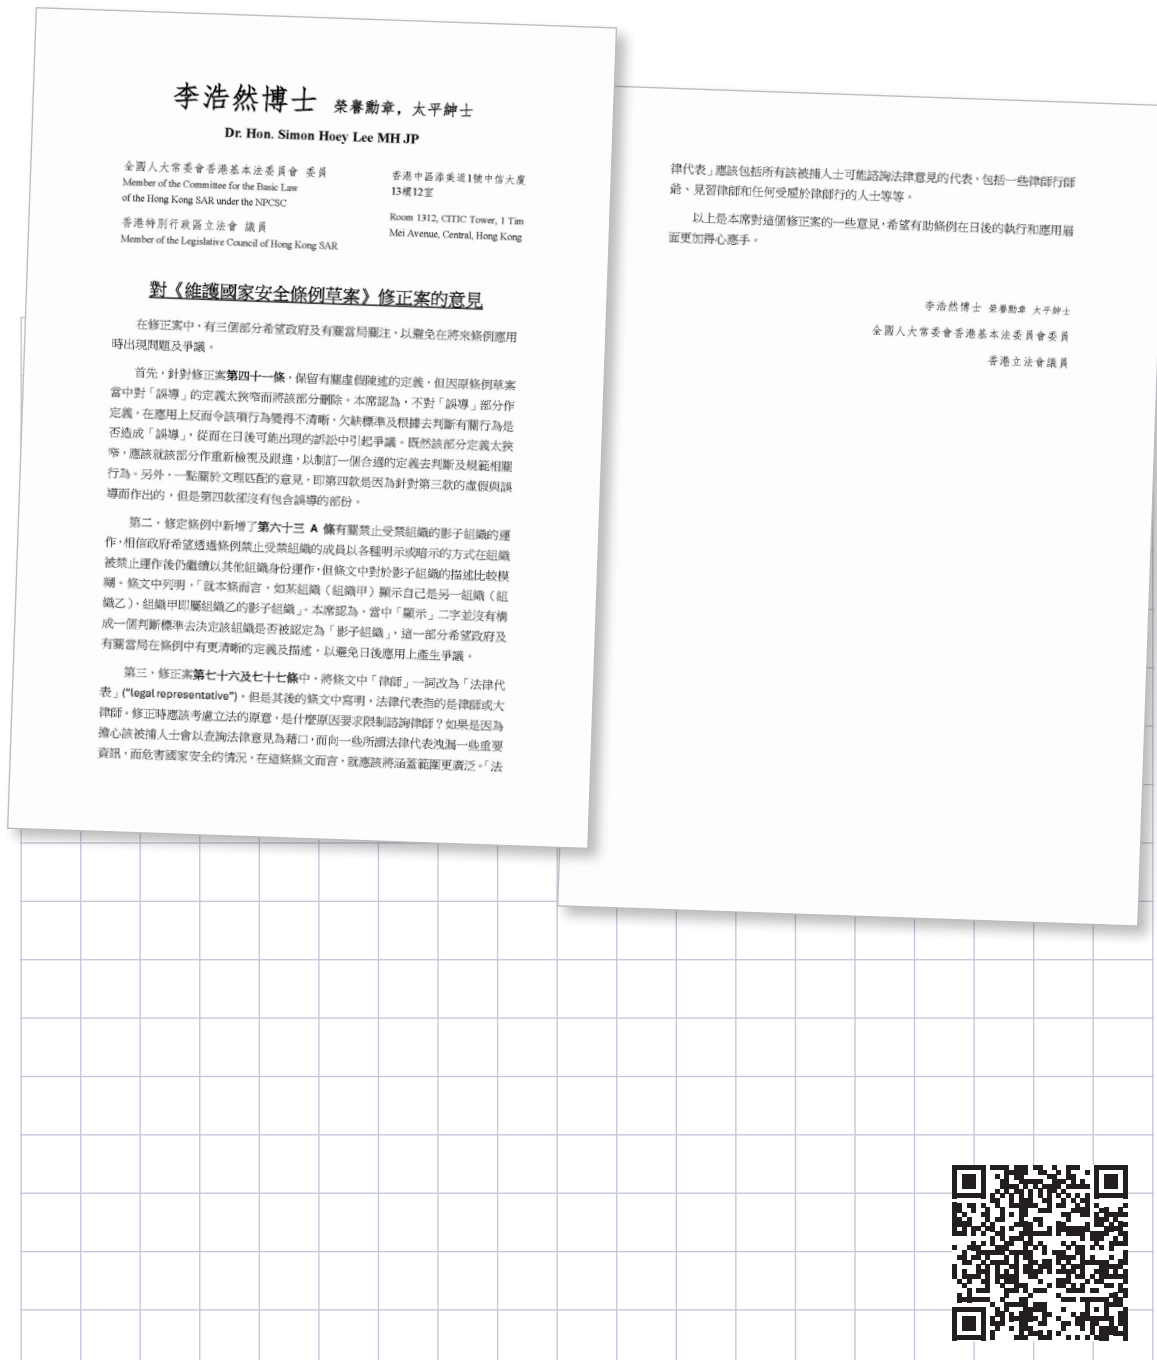 李浩然博士 榮譽勳章，太平紳士
Dr. Hon. Simon Hoey Lee MH JP
全國人大常委會香港基本法委員會 委員
Member of the Committee for the Basic Law
of the Hong Kong SAR under the NPCSC
香港特別行政區立法會 議員
Member of the Legislative Council of Hong Kong SAR
香港中區添美道1號中信大廈
13樓12室
Room 1312, CITIC Tower, 1 Tim
Mei Avenue, Central, Hong Kong
對《維護國家安全條例草案》修正案的意見
在修正案中，有三個部分希望政府及有關當局關注，以避免在將來條例應用
時出現問題及爭議。
首先，針對修正案第四十一條，保留有關虛假陳述的定義，但因原條例草案
當中對「誤導」的定義太狹窄而將該部分刪除。本席認為，不對「誤導」部分作
定義，在應用上反而令該項行為變得不清晰，欠缺標準及根據去判斷有關行為是
否造成「誤導」，從而在日後可能出現的訴訟中引起爭議。既然該部分定義太狹
窄，應該就該部分作重新檢視及跟進，以制訂一個合適的定義去判斷及規範相關
行為。另外，一點關於文理匹配的意見，即第四款是因為針對第三款的虛假與誤
導而作出的，但是第四款卻沒有包含誤導的部份。
第二，修定條例中新增了第六十三 A 條有關禁止受禁組織的影子組織的運
作，相信政府希望透過條例禁止受禁組織的成員以各種明示或暗示的方式在組織
被禁止運作後仍繼續以其他組織身份運作，但條文中對於影子組織的描述比較模
糊。條文中列明，「就本條而言，如某組織（組織甲）顯示自己是另一組織（組
織乙），組織甲即屬組織乙的影子組織」。本席認為，當中「顯示」二字並沒有構
成一個判斷標準去決定該組織是否被認定為「影子組織」，這一部分希望政府及
有關當局在條例中有更清晰的定義及描述，以避免日後應用上產生爭議。
第三，修正案第七十六及七十七條中，將條文中「律師」一詞改為「法律代
表」(“legal representative”)，但是其後的條文中寫明，法律代表指的是律師或大
律師。修正時應該考慮立法的原意，是什麼原因要求限制諮詢律師？如果是因為
擔心該被捕人士會以查詢法律意見為藉口，而向一些所謂法律代表洩漏一些重要
資訊，而危害國家安全的情況，在這條條文而言，就應該將涵蓋範圍更廣泛。「法
律代表」應該包括所有該被捕人士可能諮詢法律意見的代表，包括一些律師行師
爺、見習律師和任何受雇於律師行的人士等等。
以上是本席對這個修正案的一些意見，希望有助條例在日後的執行和應用層
面更加得心應手。
李浩然博士 榮譽勳章 太平紳士
全國人大常委會香港基本法委員會委員
香港立法會議員